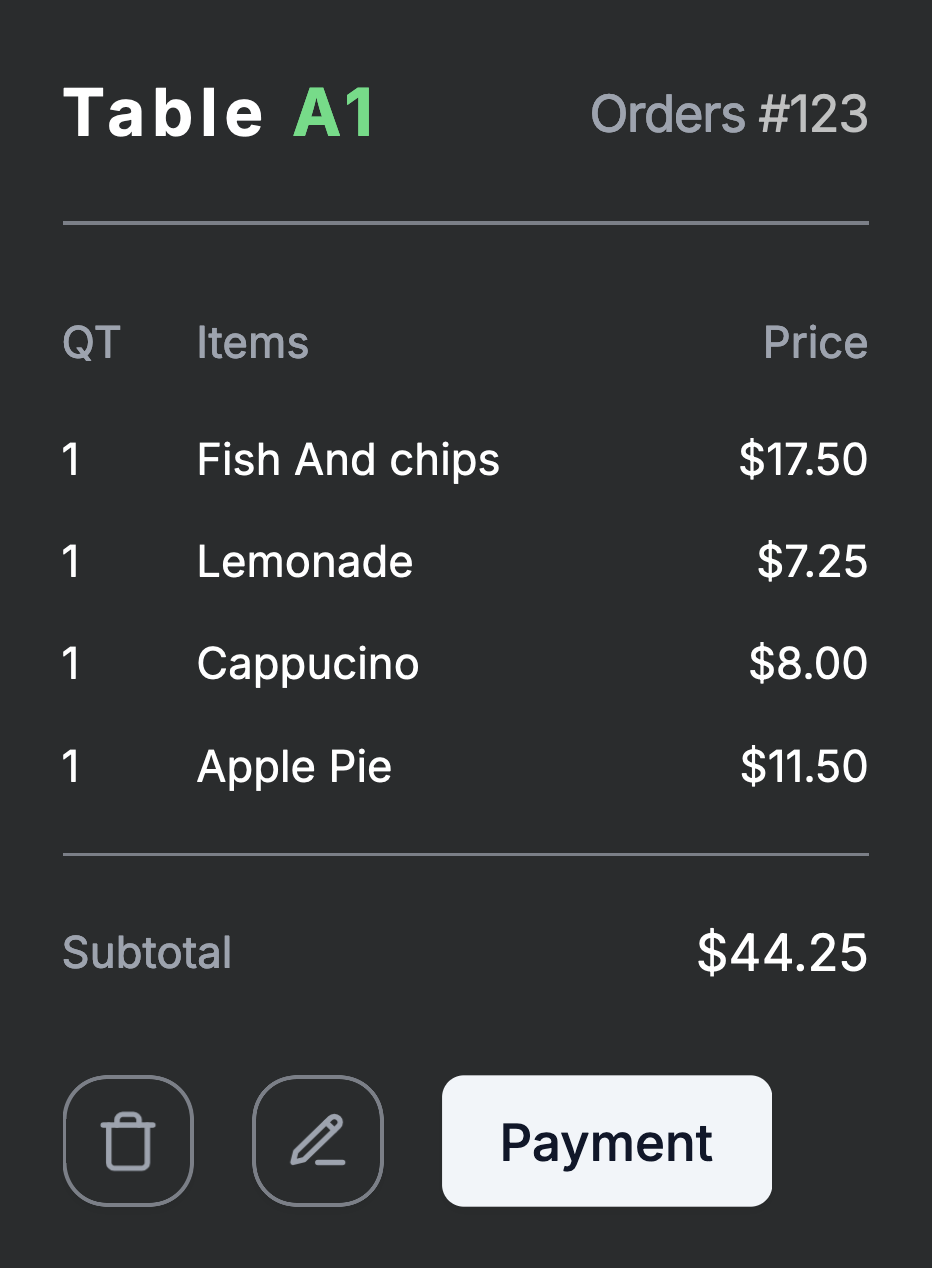 Table A1 Orders #123
QT Items Price
1 Fish And chips $17.50
1 Lemonade $7.25
1 Cappucino $8.00
1 Apple Pie $11.50
Subtotal $44.25
Payment